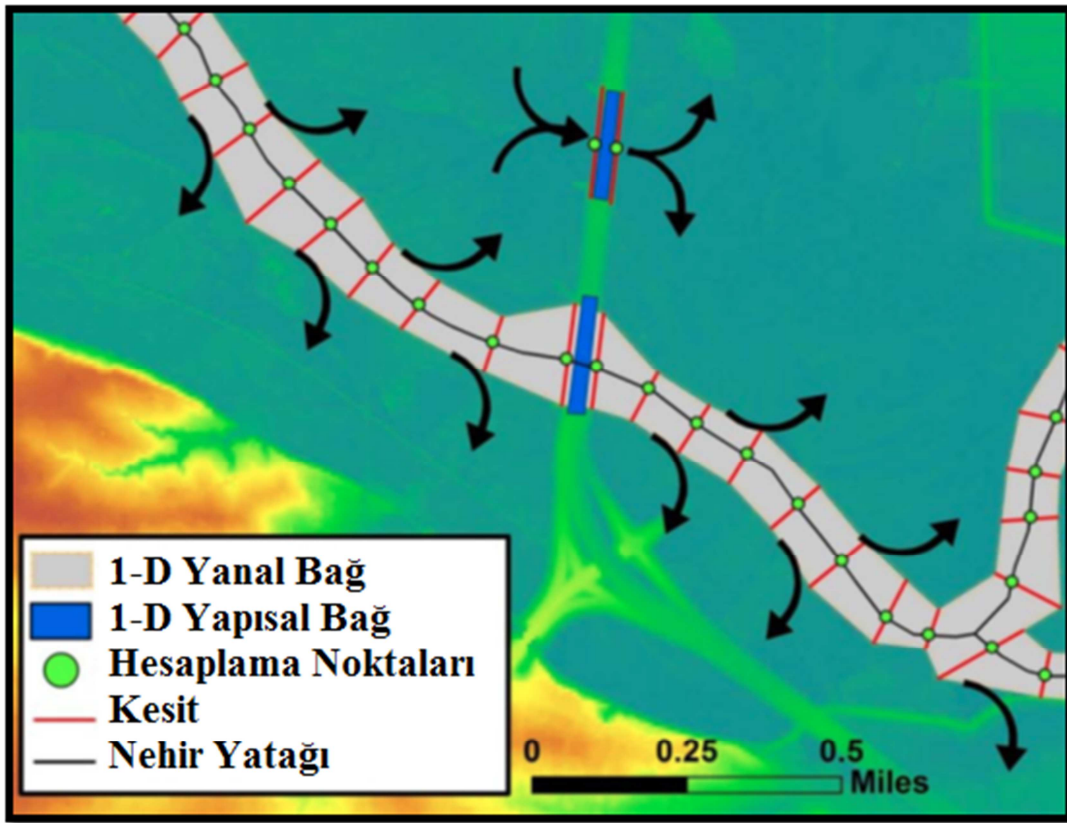 1-D Yanal Bağ
1-D Yapısal Bağ
Hesaplama Noktaları
Kesit
Nehir Yatağı
0 0.25 0.5
Miles